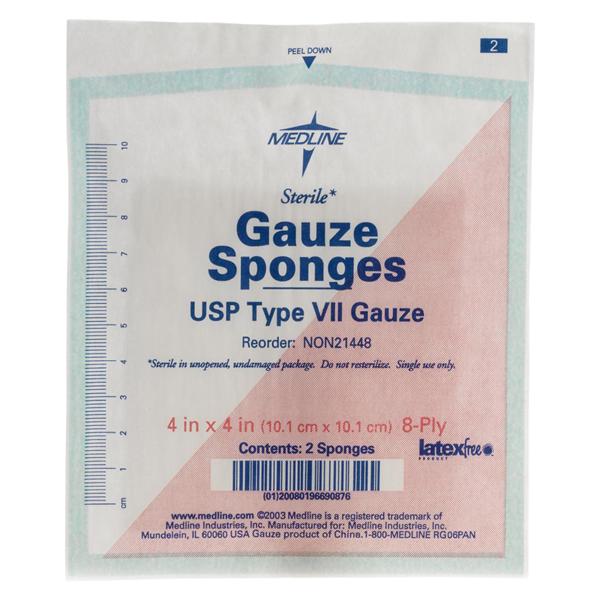 2
PEEL DOWN
MEDLINE
Sterile*
Gauze
Sponges
USP Type VII Gauze
Reorder: NON21448
*Sterile in unopened, undamaged package. Do not resterilize. Single use only.
4 in x 4 in (10.1 cm x 10.1 cm) 8-Ply
Contents: 2 Sponges
latexfree
PRODUCT
(01)20080196690876
www.medline.com ©2003 Medline is a registered trademark of
Medline Industries, Inc. Manufactured for: Medline Industries, Inc.
Mundelein, IL 60060 USA Gauze product of China.1-800-MEDLINE RG06PAN
10
9
8
7
6
5
4
3
2
1
cm